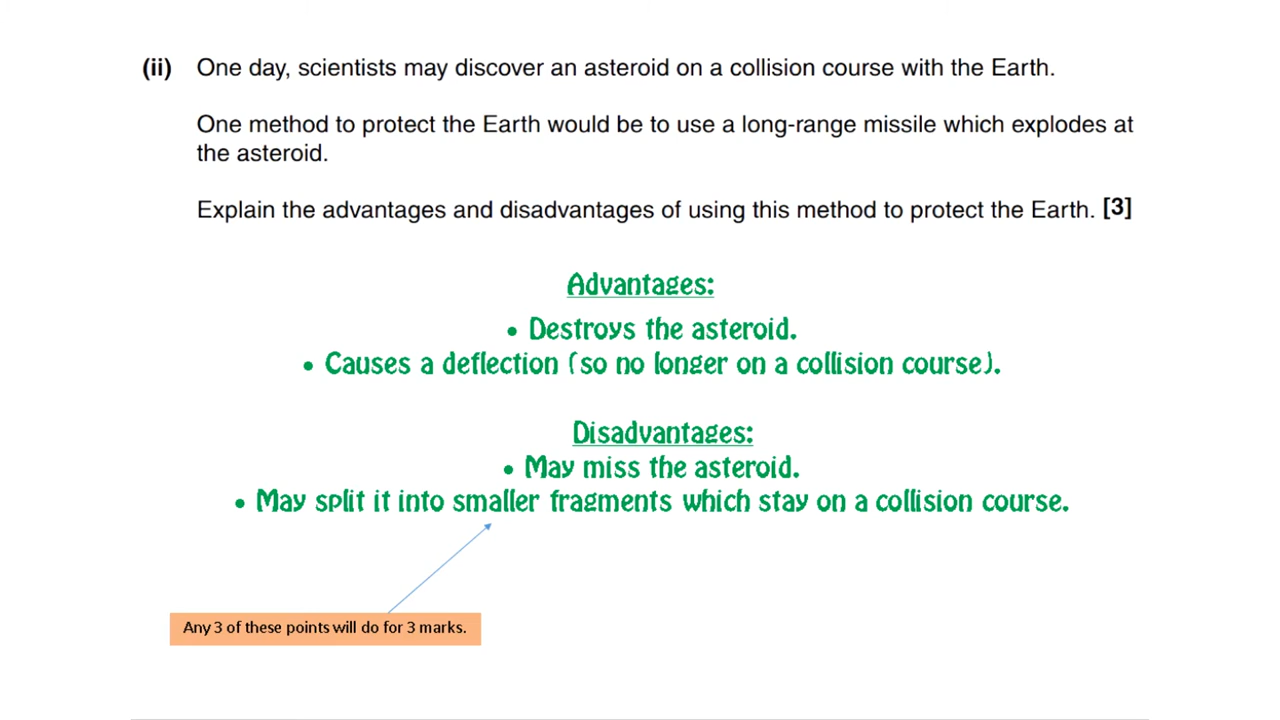 (ii) One day, scientists may discover an asteroid on a collision course with the Earth.
One method to protect the Earth would be to use a long-range missile which explodes at
the asteroid.
Explain the advantages and disadvantages of using this method to protect the Earth. [3]
Advantages:
• Destroys the asteroid.
• Causes a deflection (so no longer on a collision course).
Disadvantages:
• May miss the asteroid.
• May split it into smaller fragments which stay on a collision course.
Any 3 of these points will do for 3 marks.